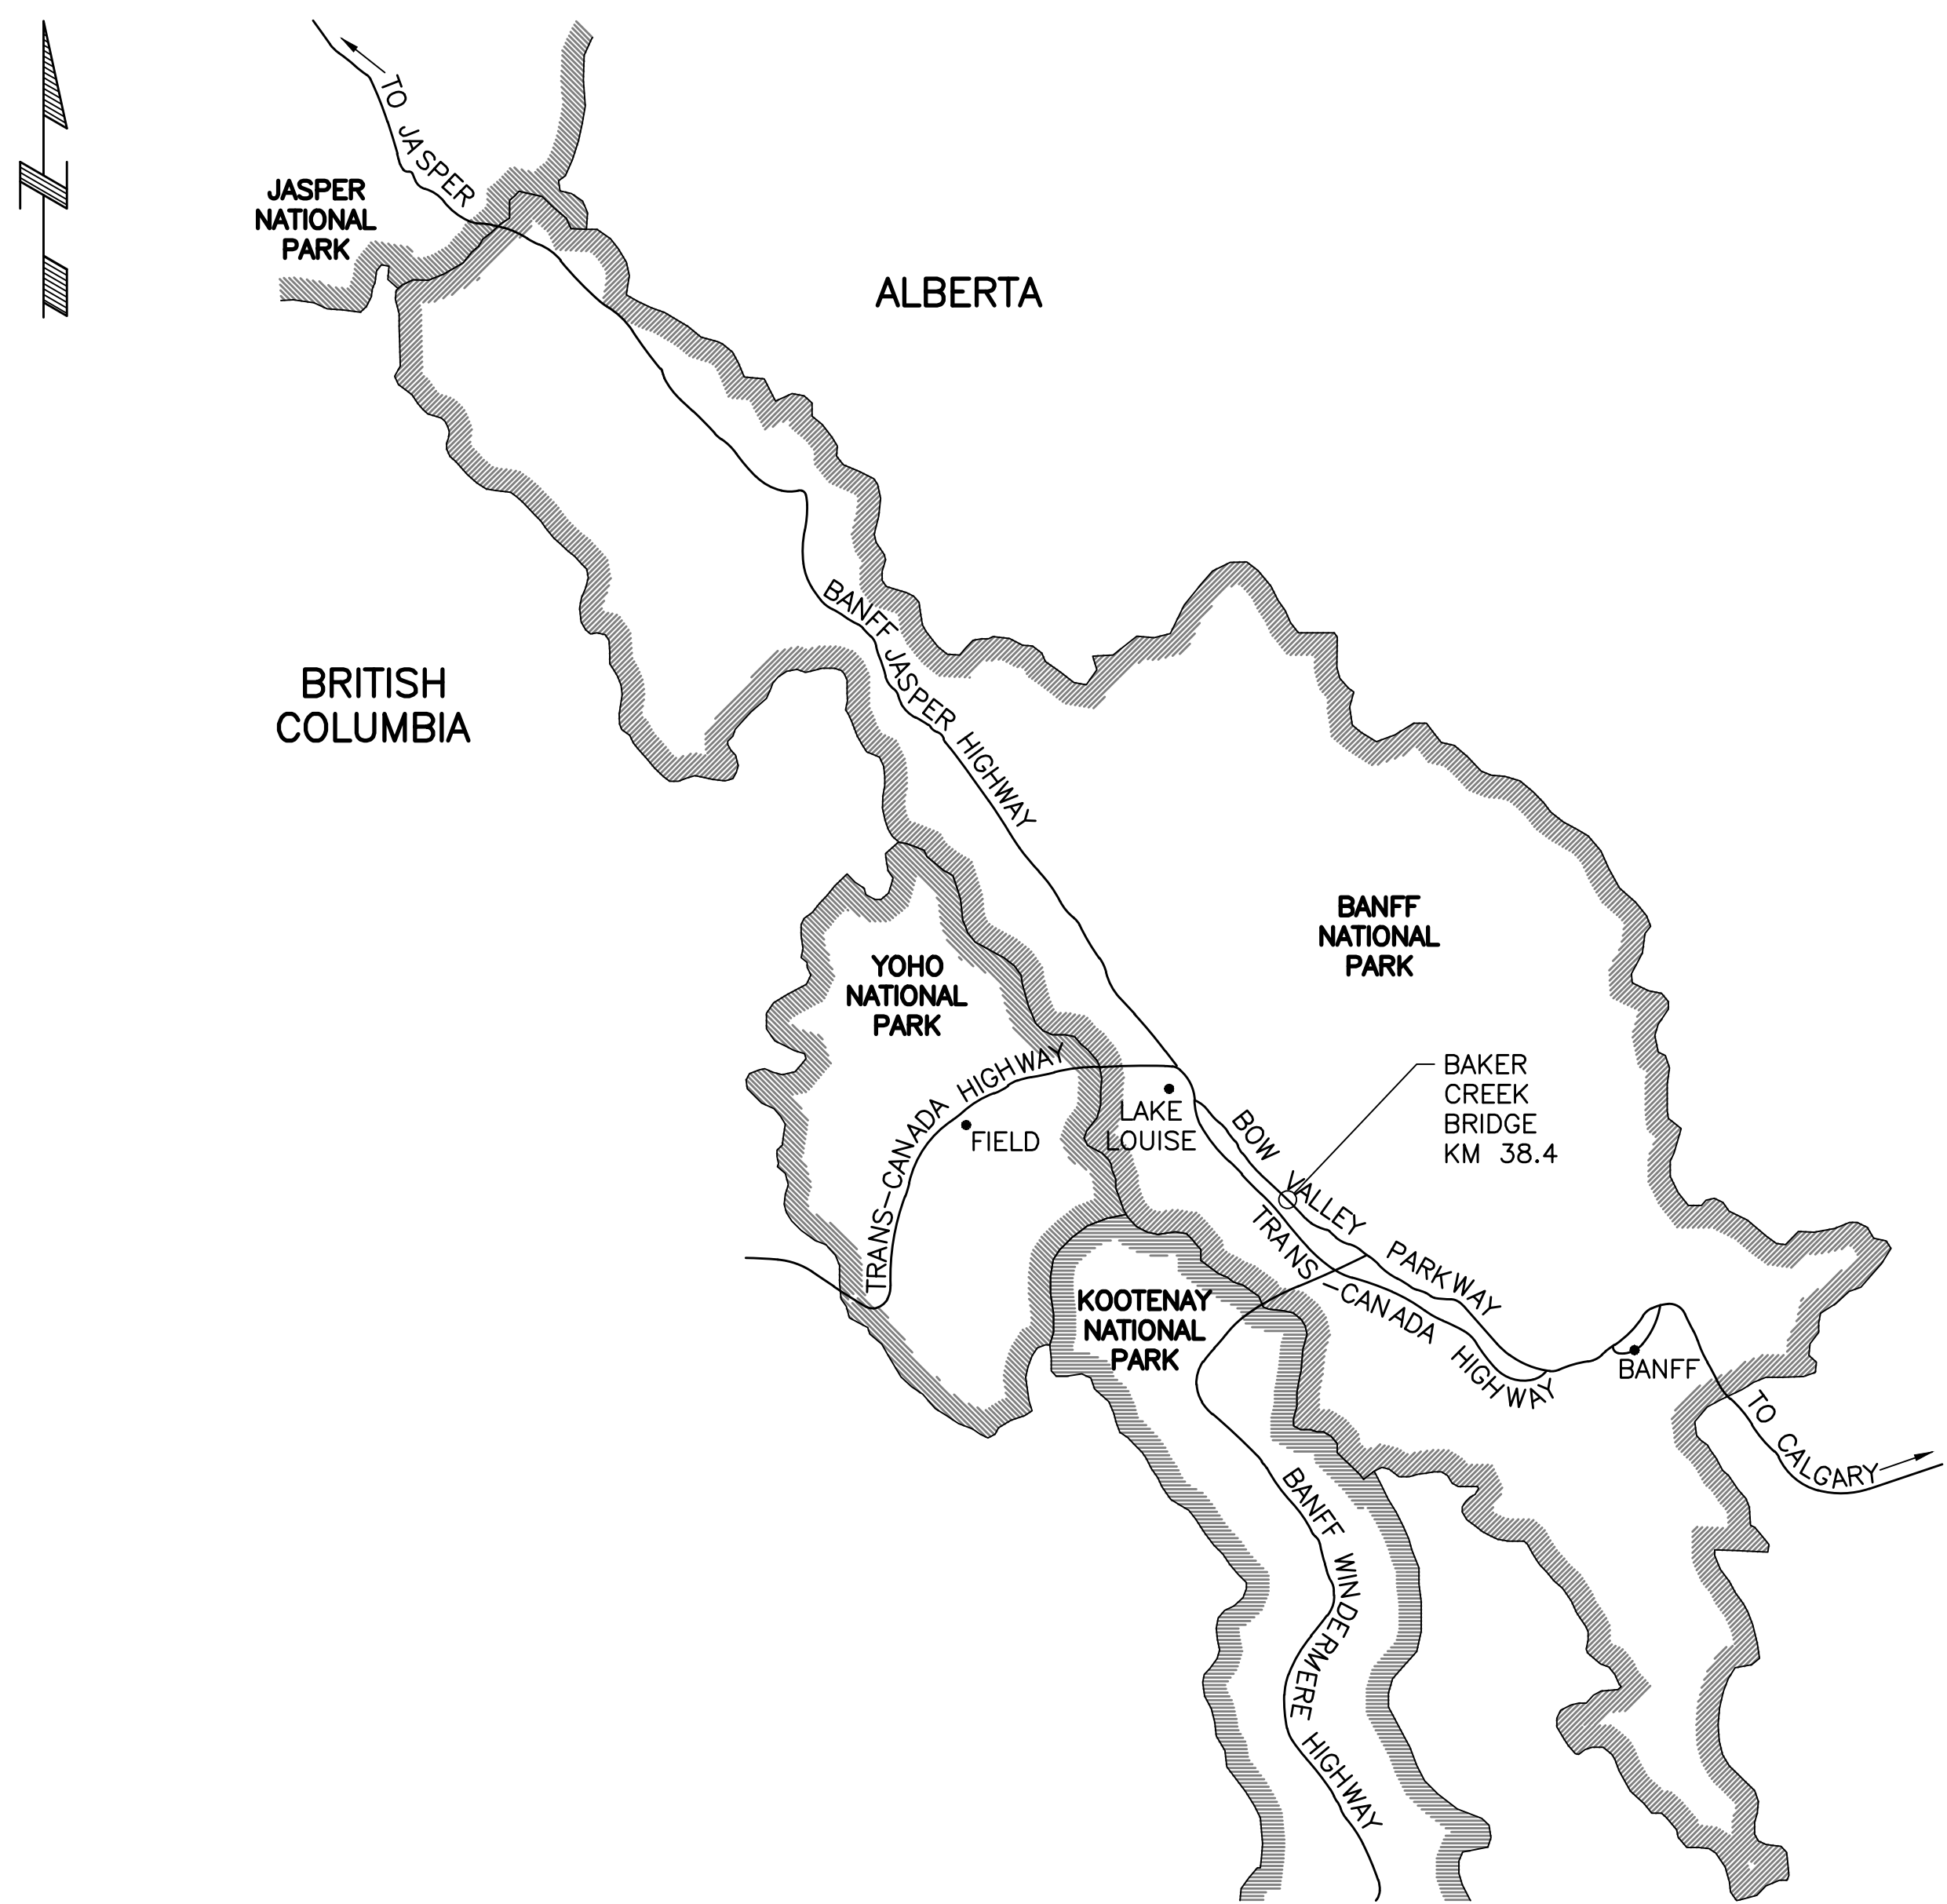 TO JASPER
JASPER
NATIONAL
PARK
ALBERTA
BANFF JASPER HIGHWAY
BRITISH
COLUMBIA
BANFF
NATIONAL
PARK
YOHO
NATIONAL
PARK
TRANS-CANADA HIGHWAY
FIELD
LAKE
LOUISE
BAKER
CREEK
BRIDGE
KM 38.4
BOW VALLEY PARKWAY
TRANS-CANADA HIGHWAY
KOOTENAY
NATIONAL
PARK
BANFF
TO CALGARY
BANFF WINDERMERE HIGHWAY